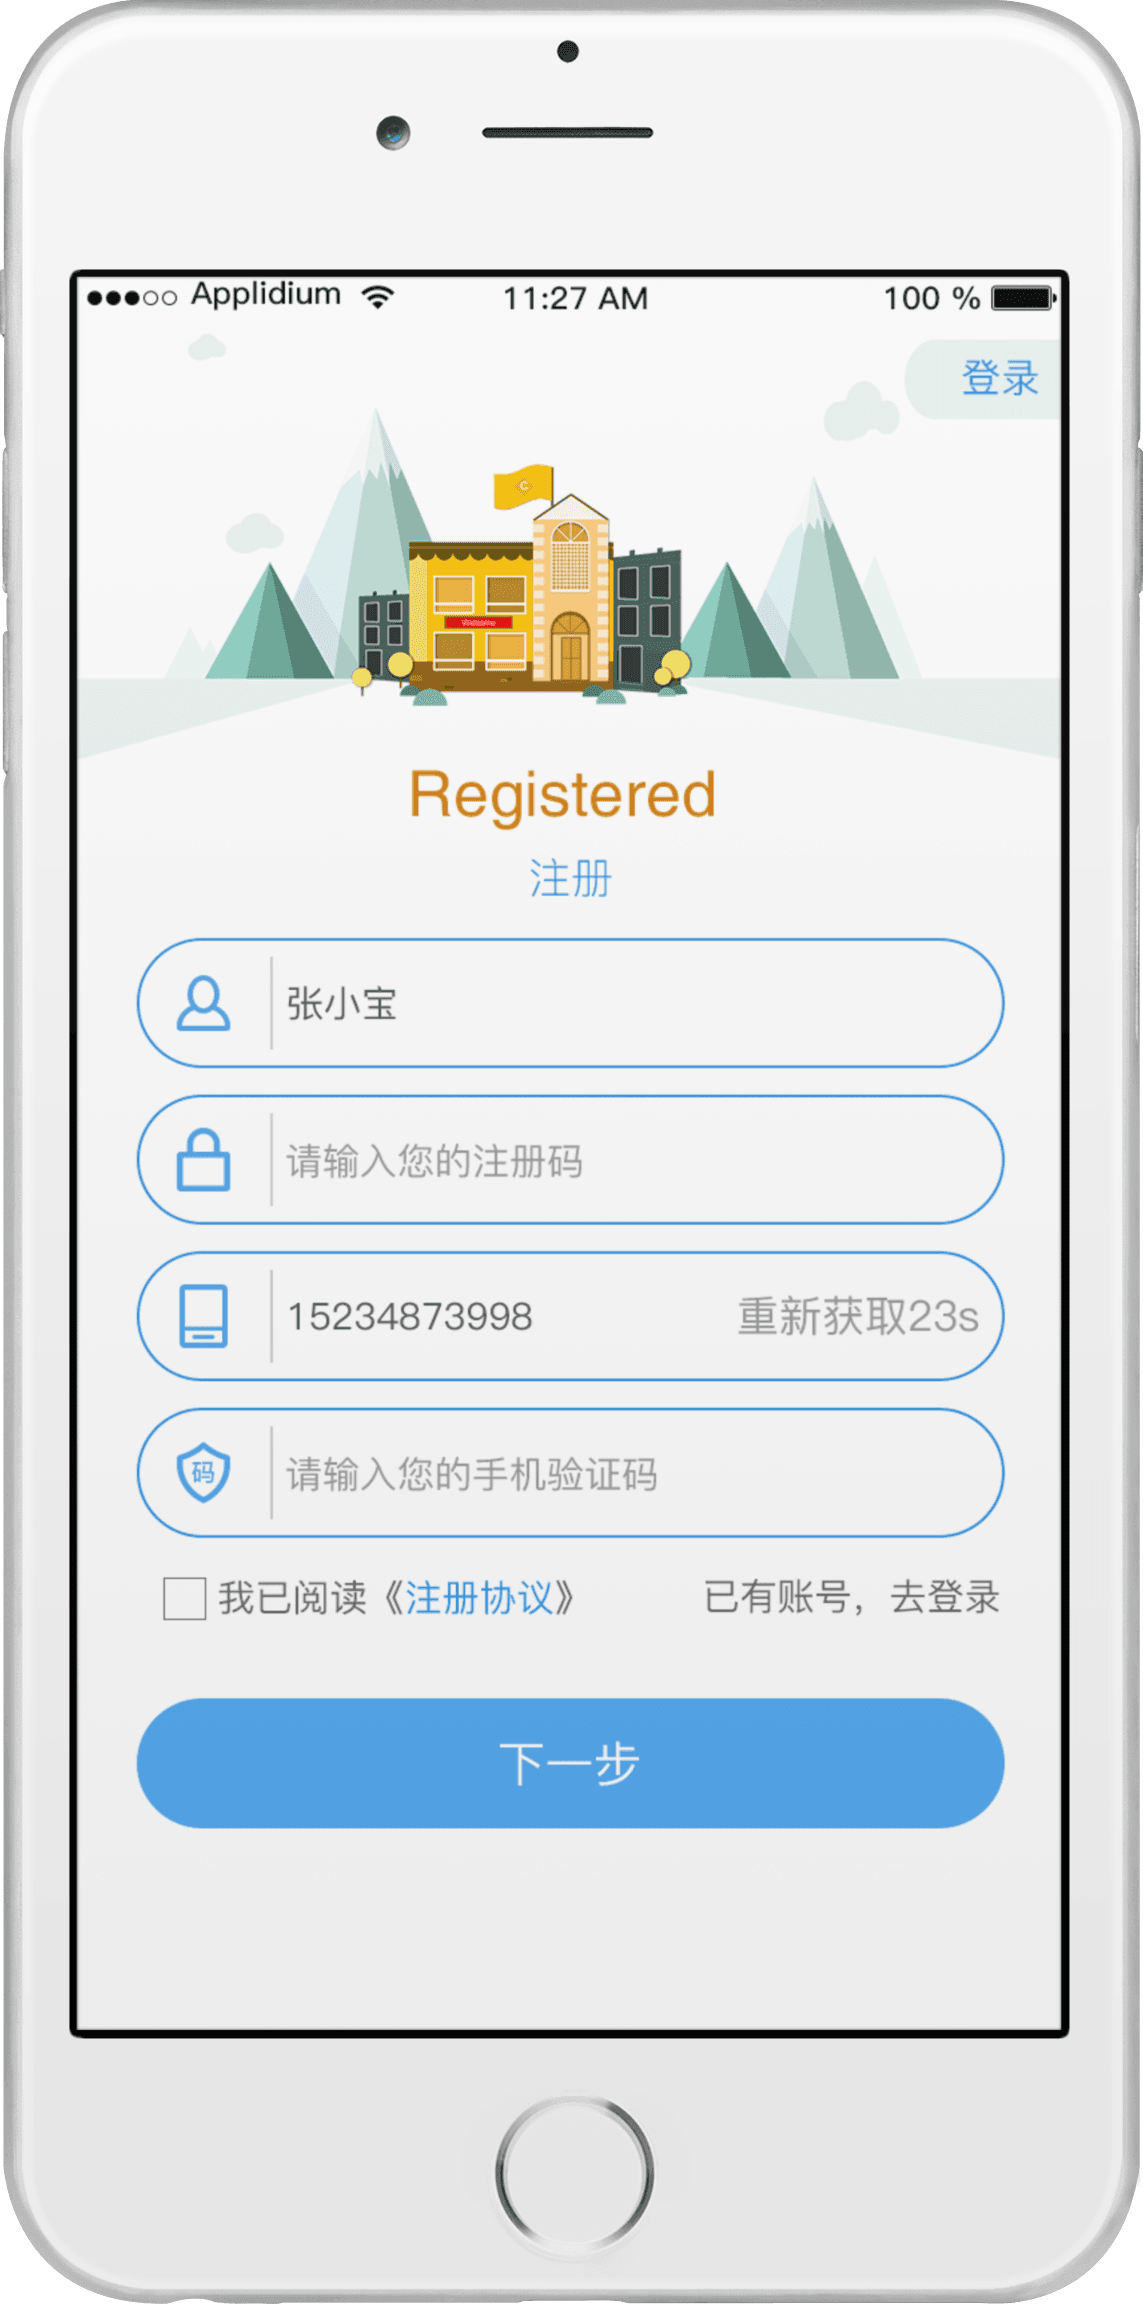 Applidium 11:27 AM 100 %
登录
C
Registered
注册
张小宝
请输入您的注册码
15234873998 重新获取23s
码 请输入您的手机验证码
我已阅读《注册协议》 已有账号，去登录
下一步